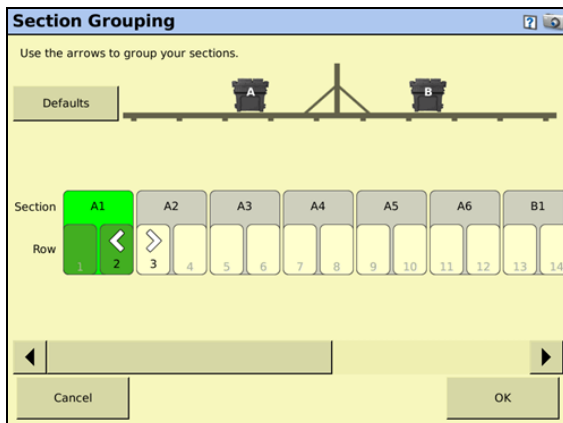 Section Grouping
?
Use the arrows to group your sections.
Defaults
A B
Section A1 A2 A3 A4 A5 A6 B1
Row 1 2 3 4 5 6 7 8 9 10 11 12 13 14
Cancel OK